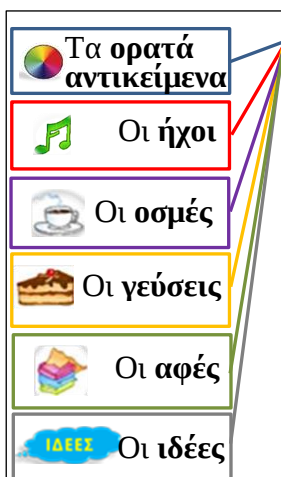 Τα ορατά
αντικείμενα
Οι ήχοι
Οι οσμές
Οι γεύσεις
Οι αφές
ΙΔΕΕΣ Οι ιδέες